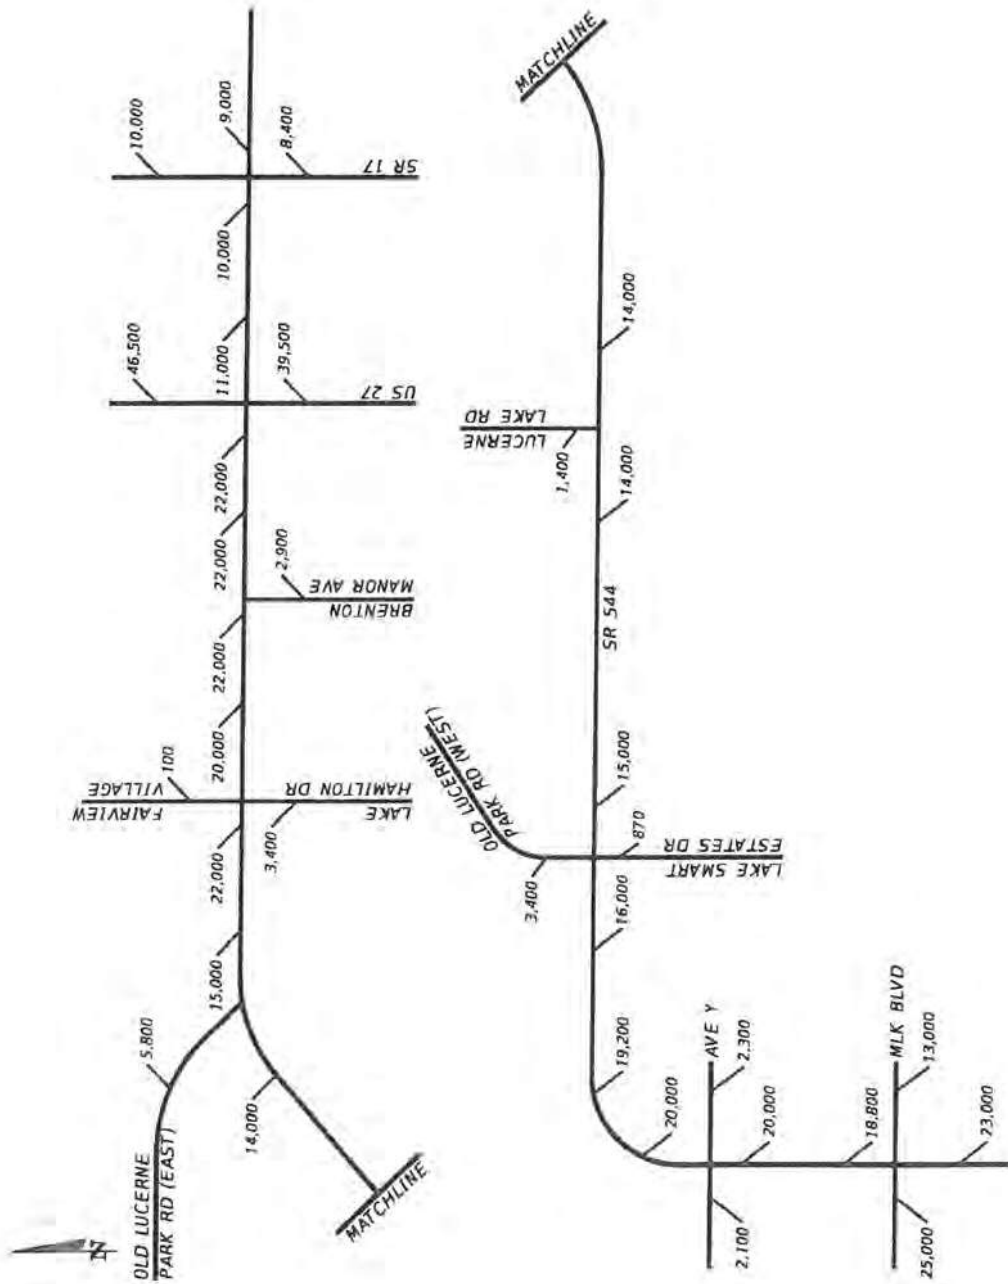 MATCHLINE
10,000
9,000
8,400
SR 17
10,000
14,000
46,500
11,000
39,500
US 27
LUCERNE
LAKE RD
1,400
22,000
14,000
22,000
2,900
BRENTON
MANOR AVE
SR 544
22,000
OLD LUCERNE
PARK RD (WEST)
20,000
100
FAIRVIEW
VILLAGE
LAKE
HAMILTON DR
3,400
15,000
870
LAKE SMART
ESTATES DR
3,400
22,000
16,000
15,000
5,800
14,000
19,200
AVE Y
2,300
MLK BLVD
13,000
20,000
20,000
18,800
23,000
OLD LUCERNE
PARK RD (EAST)
MATCHLINE
2,100
25,000
N